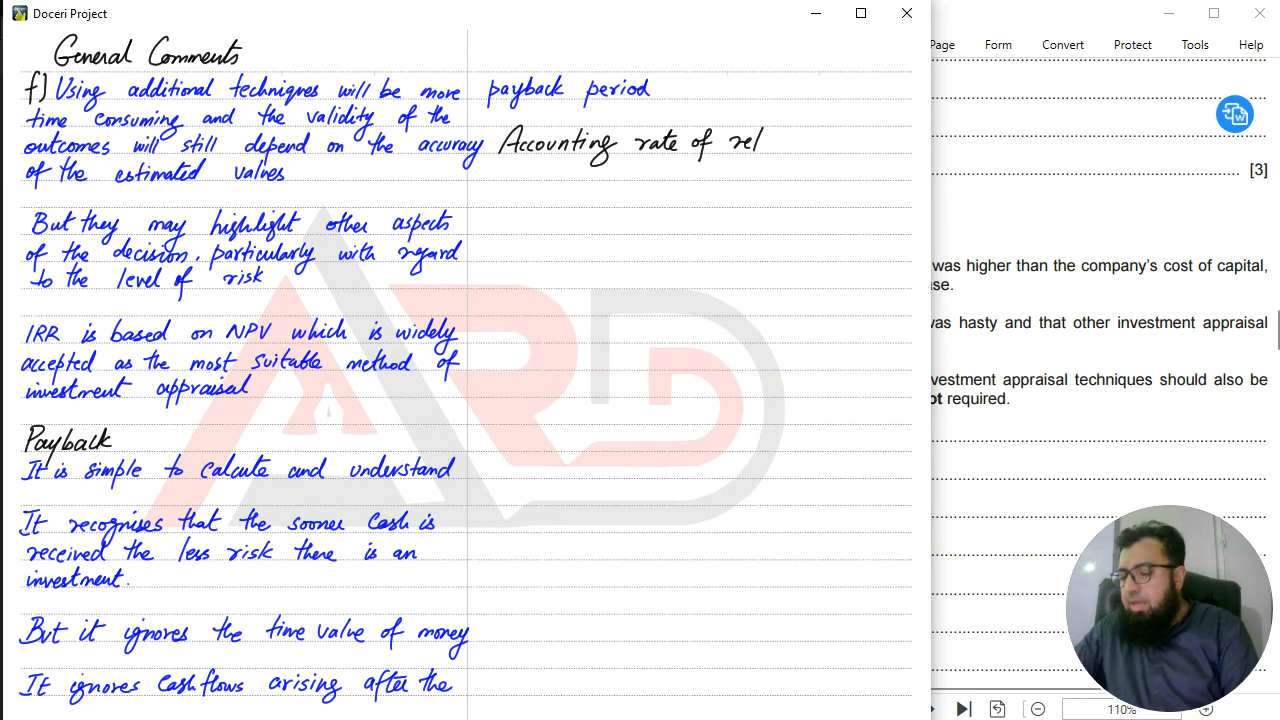 Doceri Project
General Comments
f) Using additional techniques will be more
time consuming and the validity of the
outcomes will still depend on the accuracy
of the estimated values
But they may highlight other aspects
of the decision, particularly with regard
to the level of risk
IRR is based on NPV which is widely
accepted as the most suitable method of
investment appraisal
Payback
It is simple to calcute and understand
It recognises that the sooner cash is
received the less risk there is an
investment.
But it ignores the time value of money
It ignores cashflows arising after the
payback period
Accounting rate of rel
ARD
Page Form Convert Protect Tools Help
[3]
was higher than the company's cost of capital,
se.
was hasty and that other investment appraisal
vestment appraisal techniques should also be
ot required.
110%